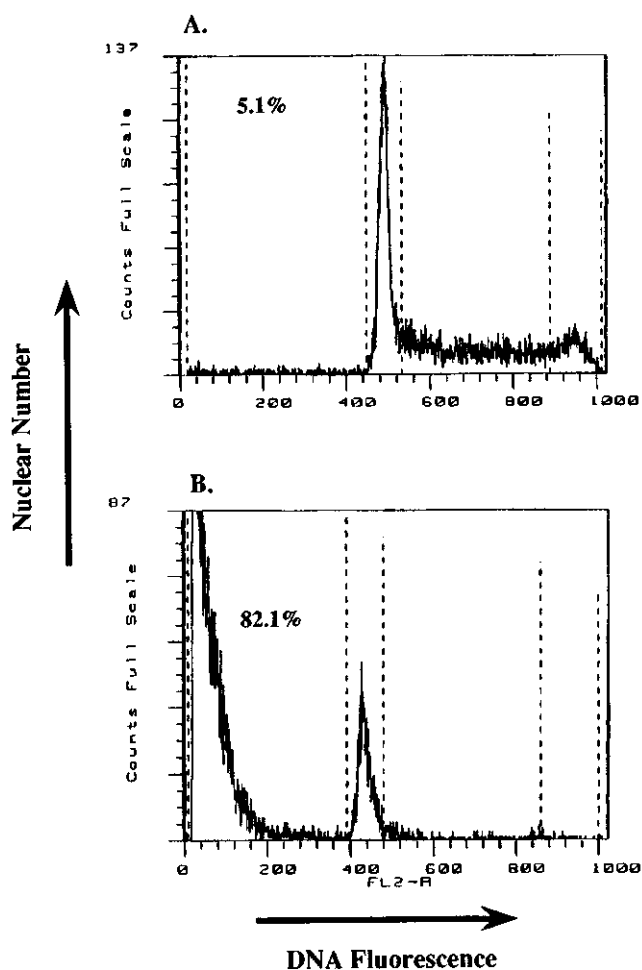 A.
137
5.1%
Counts Full Scale
0 200 400 600 800 1000
Nuclear Number
B.
87
82.1%
Counts Full Scale
0 200 400 600 800 1000
FL2-A
DNA Fluorescence